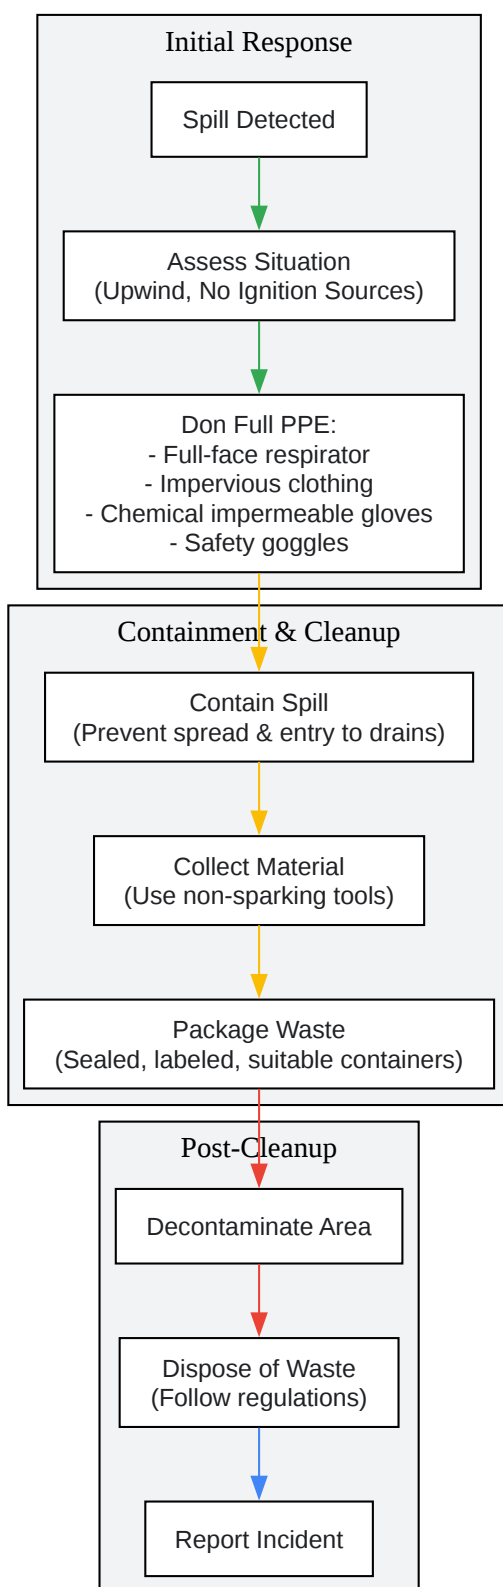 Initial Response
Spill Detected
Assess Situation
(Upwind, No Ignition Sources)
Don Full PPE:
- Full-face respirator
- Impervious clothing
- Chemical impermeable gloves
- Safety goggles
Containment & Cleanup
Contain Spill
(Prevent spread & entry to drains)
Collect Material
(Use non-sparking tools)
Package Waste
(Sealed, labeled, suitable containers)
Post-Cleanup
Decontaminate Area
Dispose of Waste
(Follow regulations)
Report Incident